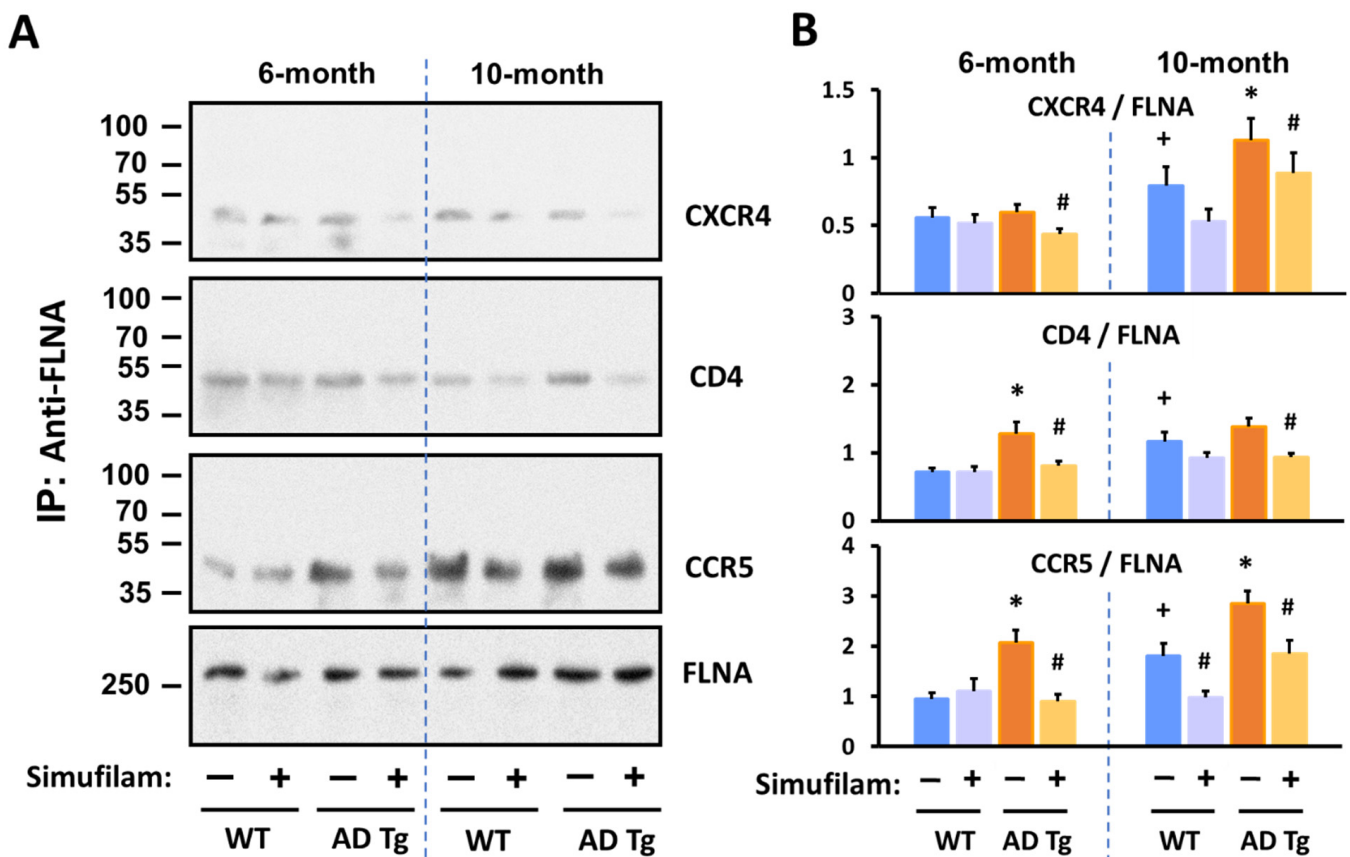 A
6-month 10-month
IP: Anti-FLNA
100 –
70 –
55 –
35 –
CXCR4
100 –
70 –
55 –
35 –
CD4
100 –
70 –
55 –
35 –
CCR5
250 –
FLNA
Simufilam: – + – + – + – +
WT AD Tg WT AD Tg
B
6-month 10-month
CXCR4 / FLNA
1.5
1
0.5
0
# + * #
CD4 / FLNA
3
2
1
0
* # + #
CCR5 / FLNA
4
3
2
1
0
* # + # * #
Simufilam: – + – + – + – +
WT AD Tg WT AD Tg